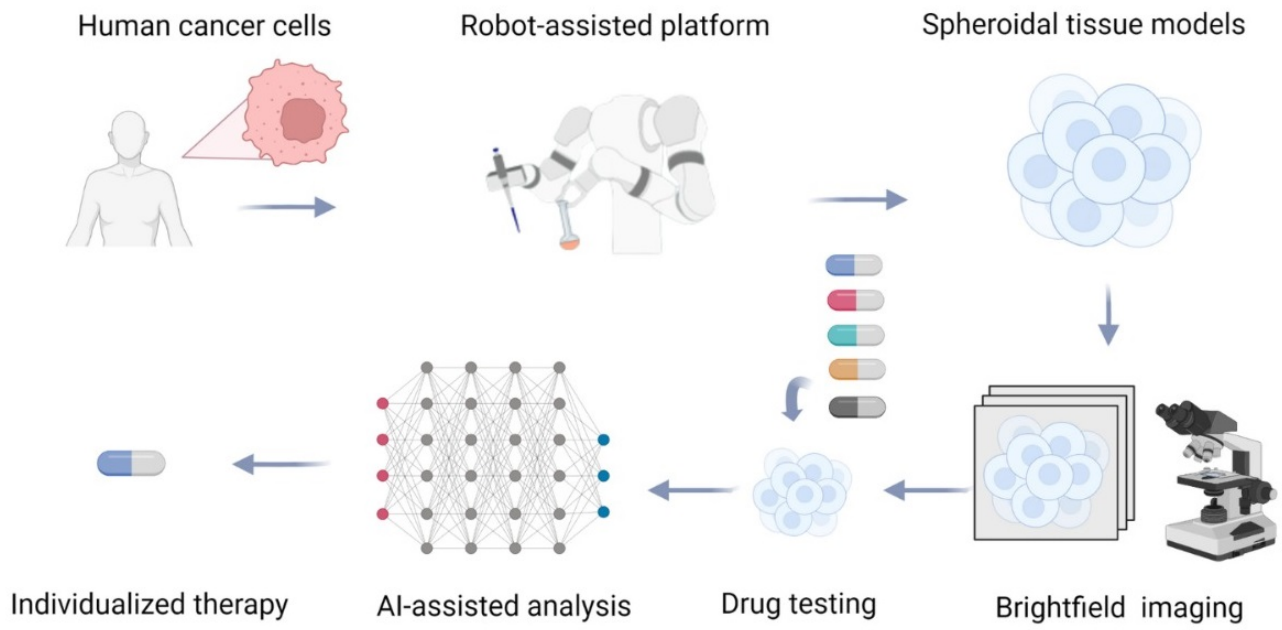 Human cancer cells
Robot-assisted platform
Spheroidal tissue models
Individualized therapy
AI-assisted analysis
Drug testing
Brightfield imaging